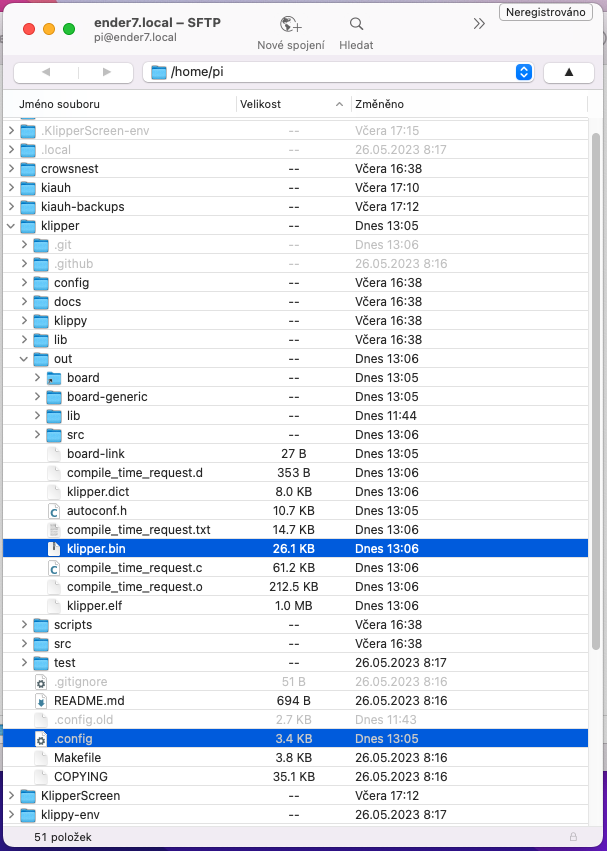 ender7.local – SFTP
pi@ender7.local
Neregistrováno
Nové spojení Hledat
/home/pi
Jméno souboru Velikost Změněno
.KlipperScreen-env -- Včera 17:15
.local -- 26.05.2023 8:17
crowsnest -- Včera 16:38
kiauh -- Včera 17:10
kiauh-backups -- Včera 17:12
klipper -- Dnes 13:05
.git -- Dnes 13:06
.github -- 26.05.2023 8:16
config -- Včera 16:38
docs -- Včera 16:38
klippy -- Včera 16:38
lib -- Včera 16:38
out -- Dnes 13:06
board -- Dnes 13:05
board-generic -- Dnes 13:05
lib -- Dnes 11:44
src -- Dnes 13:06
board-link 27 B Dnes 13:05
compile_time_request.d 353 B Dnes 13:06
klipper.dict 8.0 KB Dnes 13:06
autoconf.h 10.7 KB Dnes 13:05
compile_time_request.txt 14.7 KB Dnes 13:06
klipper.bin 26.1 KB Dnes 13:06
compile_time_request.c 61.2 KB Dnes 13:06
compile_time_request.o 212.5 KB Dnes 13:06
klipper.elf 1.0 MB Dnes 13:06
scripts -- Včera 16:38
src -- Včera 16:38
test -- 26.05.2023 8:17
.gitignore 51 B 26.05.2023 8:16
README.md 694 B 26.05.2023 8:16
.config.old 2.7 KB Dnes 11:43
.config 3.4 KB Dnes 13:05
Makefile 3.8 KB 26.05.2023 8:16
COPYING 35.1 KB 26.05.2023 8:16
KlipperScreen -- Včera 17:12
klippy-env -- 26.05.2023 8:17
51 položek